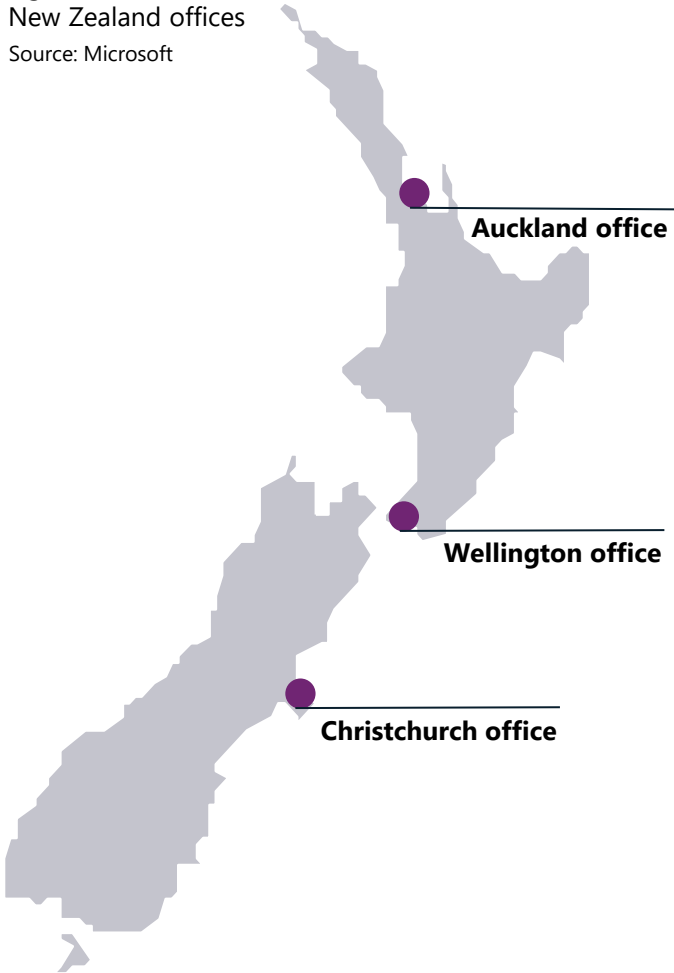 New Zealand offices
Source: Microsoft
Auckland office
Wellington office
Christchurch office